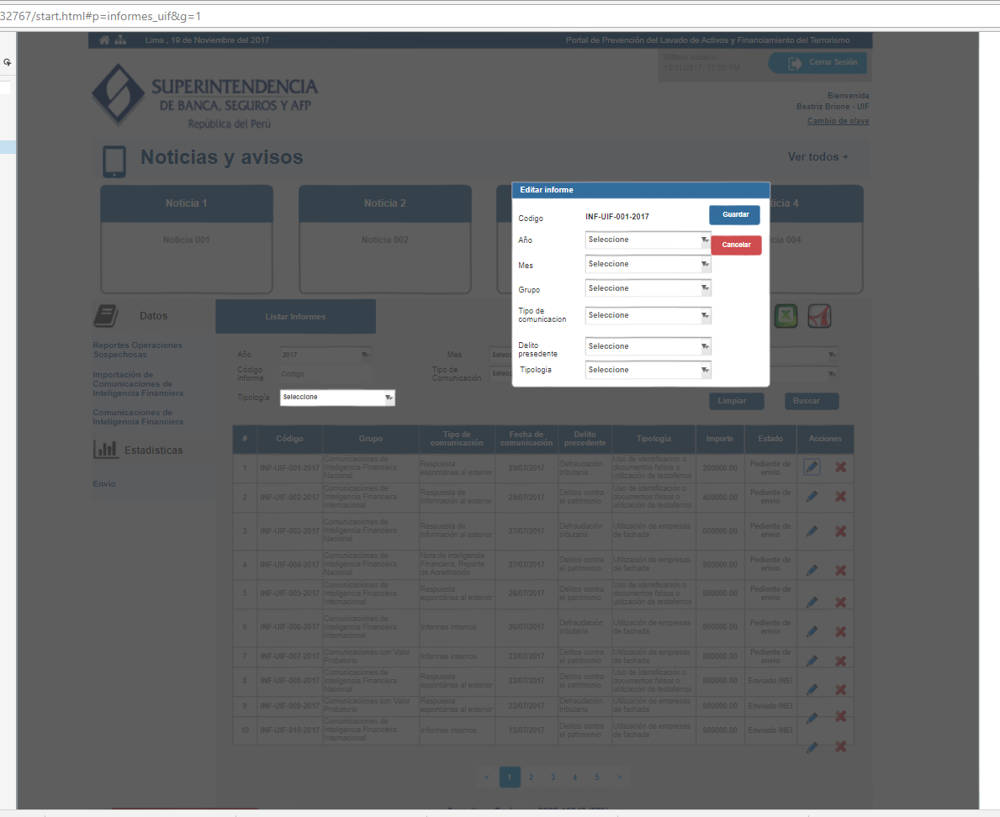 32767/start.html#p=informes_uif&g=1
Lima , 19 de Noviembre del 2017
Portal de Prevención del Lavado de Activos y Financiamiento del Terrorismo
Último acceso:
19/11/2017, 17:00 PM
Cerrar Sesión
SUPERINTENDENCIA
DE BANCA, SEGUROS Y AFP
República del Perú
Bienvenida
Beatriz Brione - UIF
Cambio de clave
Noticias y avisos
Ver todos +
Noticia 1
Noticia 2
ticia 4
Noticia 001
Noticia 002
cia 004
Editar informe
Codigo
INF-UIF-001-2017
Guardar
Año
Seleccione
Cancelar
Mes
Seleccione
Grupo
Seleccione
Tipo de
comunicacion
Seleccione
Delito
presedente
Seleccione
Tipologia
Seleccione
Datos
Reportes Operaciones
Sospechosas
Importación de
Comunicaciones de
Inteligencia Financiera
Comunicaciones de
Inteligencia Financiera
Estadísticas
Envio
Listar Informes
Año
2017
Mes
Selecc
Código
informe
Código
Tipo de
Comunicación
Selecc
Tipología
Seleccione
Limpiar
Buscar
# Código Grupo Tipo de comunicación Fecha de comunicación Delito precedente Tipología Importe Estado Acciones
1 INF-UIF-001-2017 Comunicaciones de Inteligencia Financiera Nacional Respuesta espontánea al exterior 29/07/2017 Defraudación tributaria Uso de identificación o documentos falsos o utilización de testaferros 200000.00 Pediente de envio
2 INF-UIF-002-2017 Comunicaciones de Inteligencia Financiera Internacional Respuesta de información al exterior 28/07/2017 Delitos contra el patrimonio Uso de identificación o documentos falsos o utilización de testaferros 400000.00 Pediente de envio
3 INF-UIF-003-2017 Comunicaciones de Inteligencia Financiera Nacional Respuesta de información al exterior 27/07/2017 Defraudación tributaria Utilización de empresas de fachada 600000.00 Pediente de envio
4 INF-UIF-004-2017 Comunicaciones de Inteligencia Financiera Nacional Nota de Inteligencia Financiera, Reporte de Acreditación 27/07/2017 Delitos contra el patrimonio Utilización de empresas de fachada 800000.00 Pediente de envio
5 INF-UIF-005-2017 Comunicaciones de Inteligencia Financiera Internacional Respuesta espontánea al exterior 26/07/2017 Delitos contra el patrimonio Uso de identificación o documentos falsos o utilización de testaferros 800000.00 Pediente de envio
6 INF-UIF-006-2017 Comunicaciones de Inteligencia Financiera Internacional Informes internos 26/07/2017 Defraudación tributaria Utilización de empresas de fachada 800000.00 Pediente de envio
7 INF-UIF-007-2017 Comunicaciones con Valor Probatorio Informes internos 23/07/2017 Delitos contra el patrimonio Utilización de empresas de fachada 800000.00 Pediente de envio
8 INF-UIF-008-2017 Comunicaciones de Inteligencia Financiera Nacional Respuesta espontánea al exterior 23/07/2017 Delitos contra el patrimonio Uso de identificación o documentos falsos o utilización de testaferros 800000.00 Enviado INEI
9 INF-UIF-009-2017 Comunicaciones con Valor Probatorio Respuesta espontánea al exterior 23/07/2017 Defraudación tributaria Utilización de empresas de fachada 800000.00 Enviado INEI
10 INF-UIF-010-2017 Comunicaciones de Inteligencia Financiera Internacional Informes internos 15/07/2017 Delitos contra el patrimonio Utilización de empresas de fachada 800000.00 Enviado INEI
< 1 2 3 4 5 >